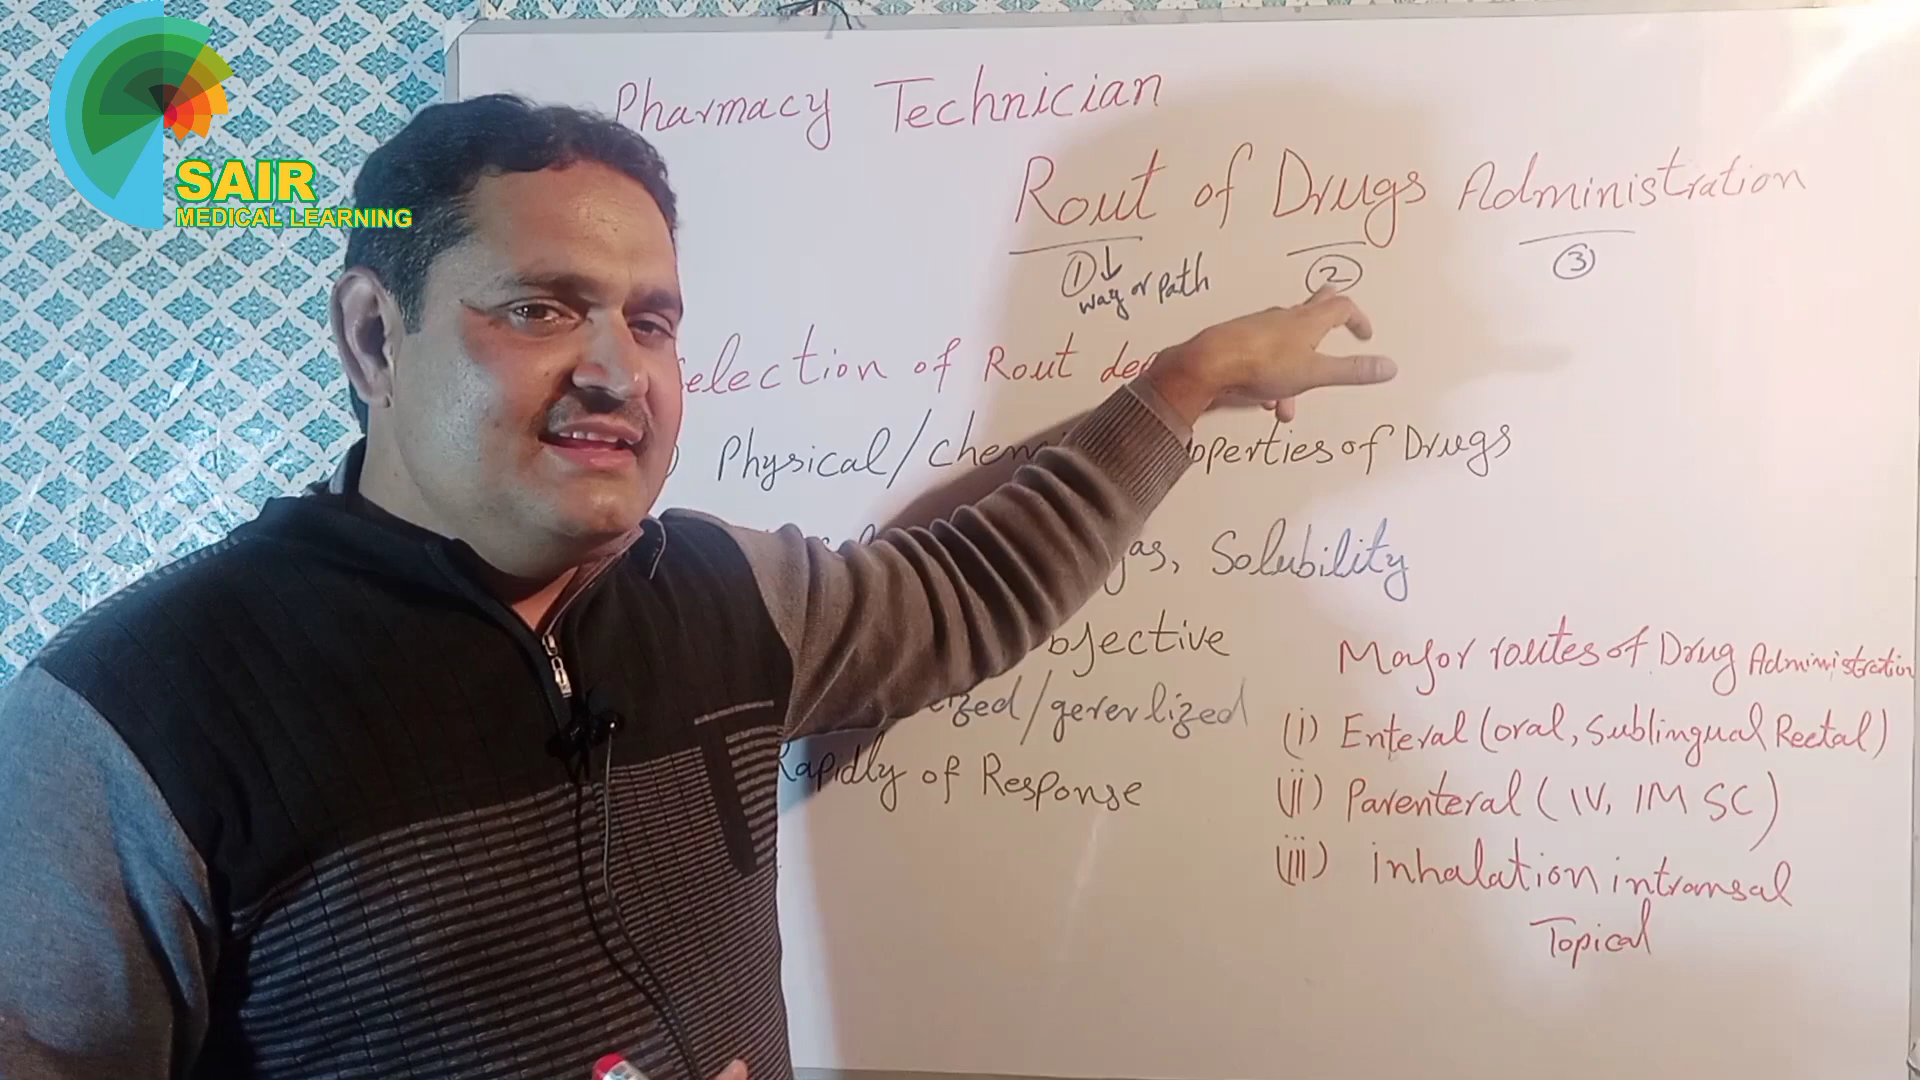 SAIR
MEDICAL LEARNING
Pharmacy Technician
Rout of Drugs Administration
① ↓ ② ③
way or path
election of Rout de
) Physical/chem operties of Drugs
gas, Solubility
bjective
ized/gerervlized
Rapidly of Response
Major routes of Drug Administration
(i) Enteral (oral, Sublingual Rectal)
(ii) Parenteral (IV, IM SC)
(iii) inhalation intranasal
Topical